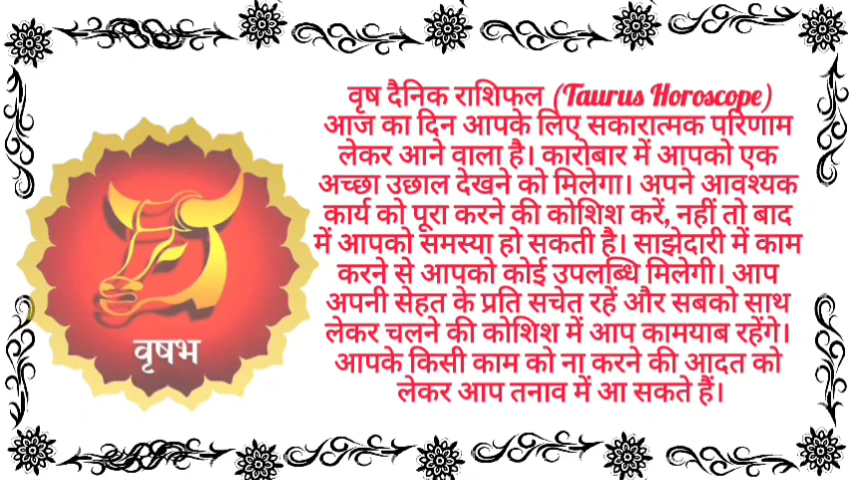 वृष दैनिक राशिफल (Taurus Horoscope)
आज का दिन आपके लिए सकारात्मक परिणाम
लेकर आने वाला है। कारोबार में आपको एक
अच्छा उछाल देखने को मिलेगा। अपने आवश्यक
कार्य को पूरा करने की कोशिश करें, नहीं तो बाद
में आपको समस्या हो सकती है। साझेदारी में काम
करने से आपको कोई उपलब्धि मिलेगी। आप
अपनी सेहत के प्रति सचेत रहें और सबको साथ
लेकर चलने की कोशिश में आप कामयाब रहेंगे।
आपके किसी काम को ना करने की आदत को
लेकर आप तनाव में आ सकते हैं।
वृषभ